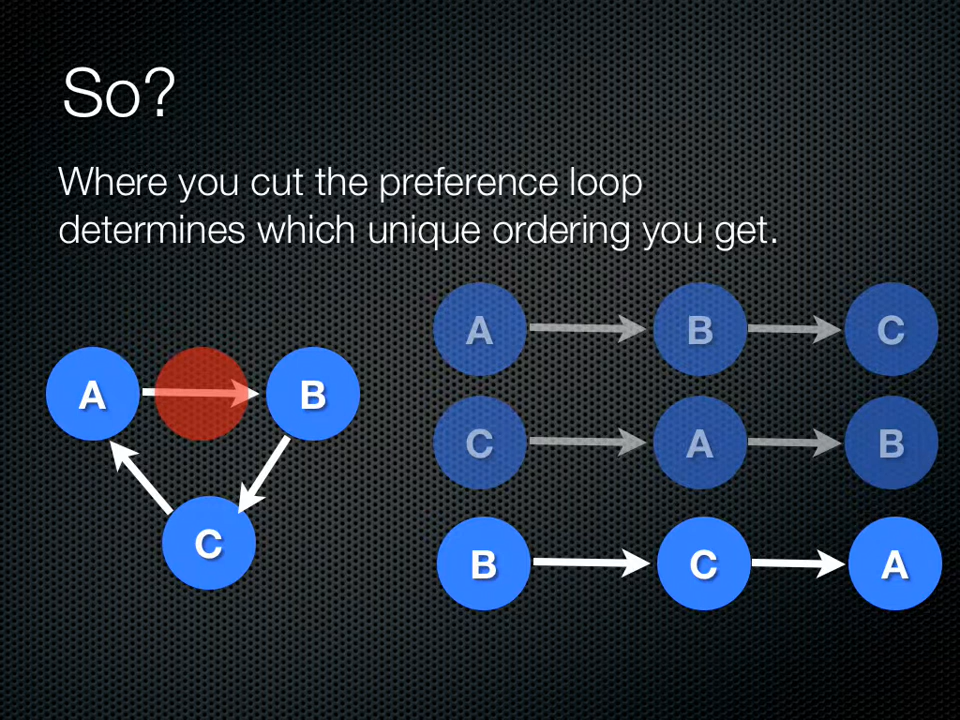 So?
Where you cut the preference loop
determines which unique ordering you get.
A B C
A B
C A B
C
B C A